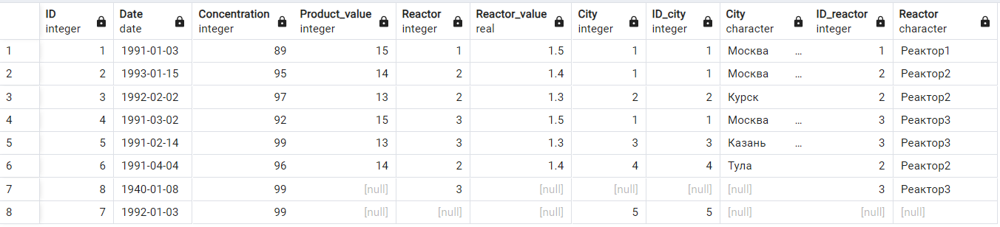 ID Date Concentration Product_value Reactor Reactor_value City ID_city City ID_reactor Reactor
integer date integer integer integer real integer integer character integer character
1 1 1991-01-03 89 15 1 1.5 1 1 Москва ... 1 Реактор1
2 2 1993-01-15 95 14 2 1.4 1 1 Москва ... 2 Реактор2
3 3 1992-02-02 97 13 2 1.3 2 2 Курск 2 Реактор2
4 4 1991-03-02 92 15 3 1.5 1 1 Москва ... 3 Реактор3
5 5 1991-02-14 99 13 3 1.3 3 3 Казань ... 3 Реактор3
6 6 1991-04-04 96 14 2 1.4 4 4 Тула 2 Реактор2
7 8 1940-01-08 99 [null] 3 [null] [null] [null] [null] 3 Реактор3
8 7 1992-01-03 99 [null] [null] [null] 5 5 [null] [null] [null]